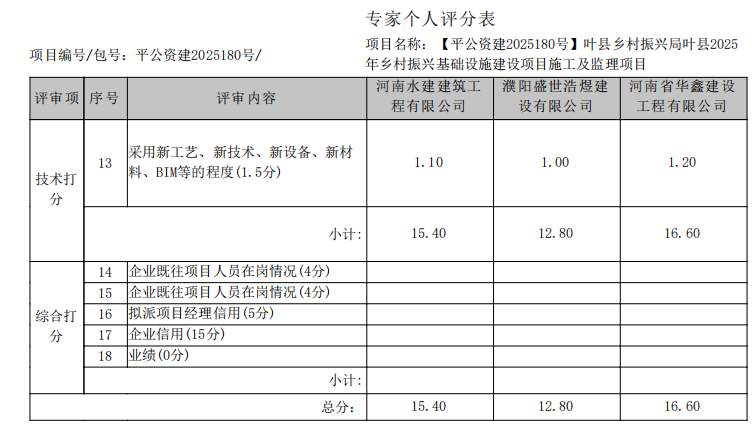 专家个人评分表
项目编号/包号：平公资建2025180号/
项目名称：【平公资建2025180号】叶县乡村振兴局叶县2025
年乡村振兴基础设施建设项目施工及监理项目
评审项 序号 评审内容 河南水建建筑工 濮阳盛世浩煜建 河南省华鑫建设
程有限公司 设有限公司 工程有限公司
技术打
分
13 采用新工艺、新技术、新设备、新材
料、BIM等的程度(1.5分)
1.10 1.00 1.20
小计: 15.40 12.80 16.60
综合打
分
14 企业既往项目人员在岗情况(4分)
15 企业既往项目人员在岗情况(4分)
16 拟派项目经理信用(5分)
17 企业信用(15分)
18 业绩(0分)
小计:
总分： 15.40 12.80 16.60